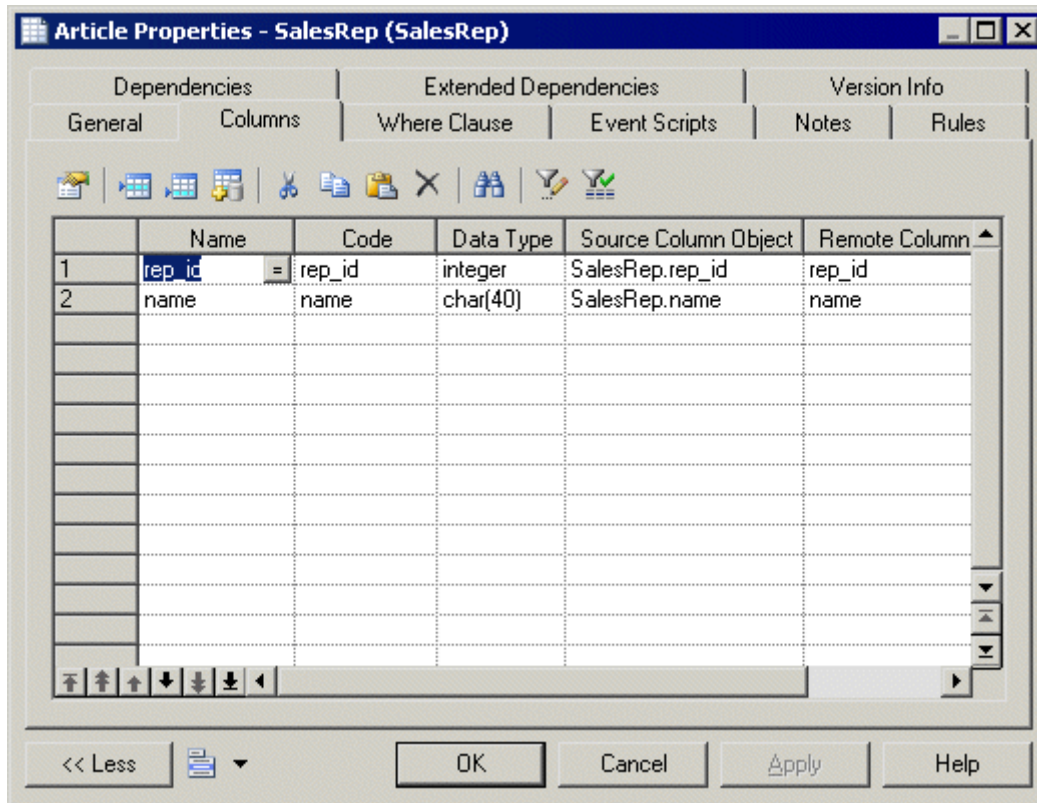 Article Properties - SalesRep (SalesRep)
Dependencies Extended Dependencies Version Info
General Columns Where Clause Event Scripts Notes Rules
Name Code Data Type Source Column Object Remote Column
1 rep_id = rep_id integer SalesRep.rep_id rep_id
2 name name char(40) SalesRep.name name
<< Less OK Cancel Apply Help